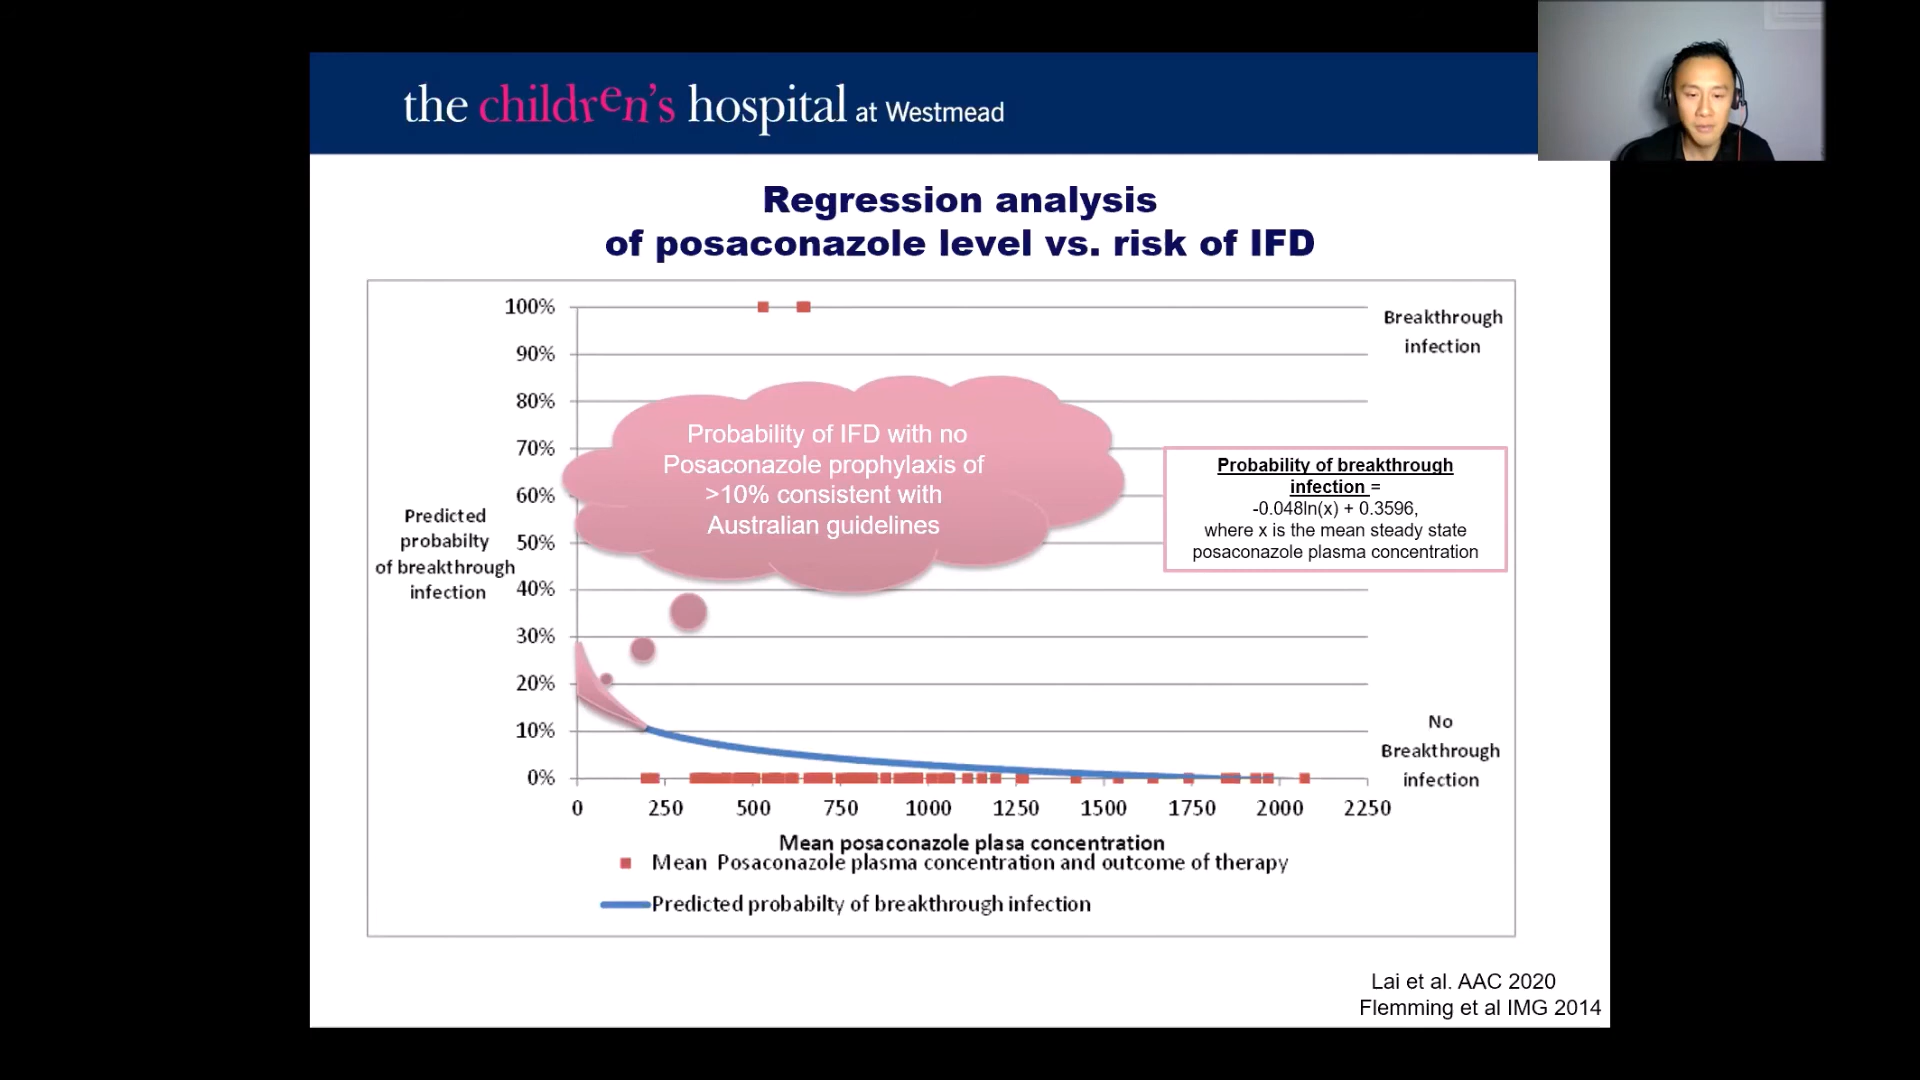 the children's hospital at Westmead
Regression analysis
of posaconazole level vs. risk of IFD
100%
90%
80%
70%
60%
50%
40%
30%
20%
10%
0%
Predicted
probabilty
of breakthrough
infection
Probability of IFD with no
Posaconazole prophylaxis of
>10% consistent with
Australian guidelines
Breakthrough
infection
Probability of breakthrough
infection =
-0.048ln(x) + 0.3596,
where x is the mean steady state
posaconazole plasma concentration
No
Breakthrough
infection
0 250 500 750 1000 1250 1500 1750 2000 2250
Mean posaconazole plasa concentration
Mean Posaconazole plasma concentration and outcome of therapy
Predicted probabilty of breakthrough infection
Lai et al. AAC 2020
Flemming et al IMG 2014